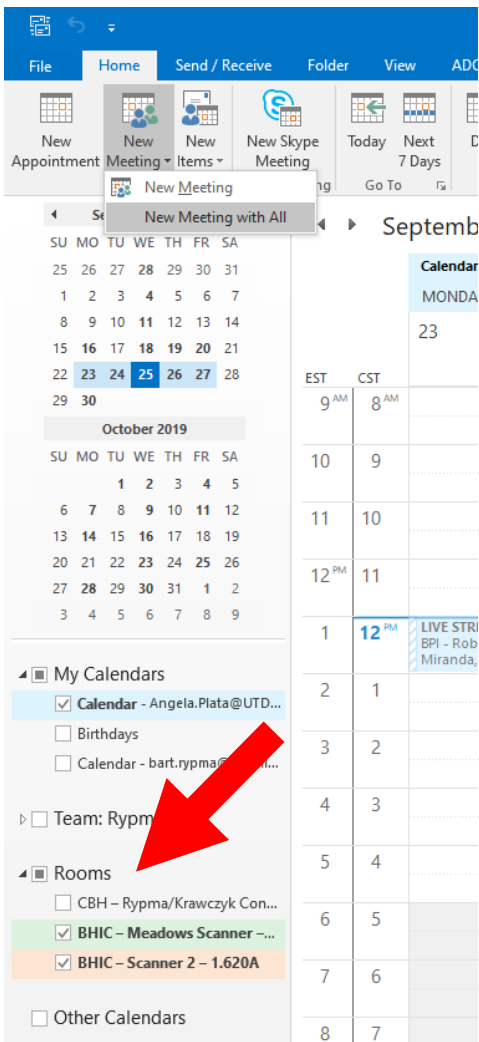 File Home Send / Receive Folder View
New Appointment
New Meeting
New Items
New Skype Meeting
Today
Next 7 Days
Go To
New Meeting
New Meeting with All
SU MO TU WE TH FR SA
25 26 27 28 29 30 31
1 2 3 4 5 6 7
8 9 10 11 12 13 14
15 16 17 18 19 20 21
22 23 24 25 26 27 28
29 30
October 2019
SU MO TU WE TH FR SA
1 2 3 4 5
6 7 8 9 10 11 12
13 14 15 16 17 18 19
20 21 22 23 24 25 26
27 28 29 30 31 1 2
3 4 5 6 7 8 9
My Calendars
Calendar - Angela.Plata@UTD...
Birthdays
Calendar - bart.rypma
Team: Rypm
Rooms
CBH – Rypma/Krawczyk Con...
BHIC – Meadows Scanner –...
BHIC – Scanner 2 – 1.620A
Other Calendars
Septemb
Calendar
MONDA
23
EST CST
9 AM 8 AM
10 9
11 10
12 PM 11
1 12 PM
LIVE STRE
BPI - Rob
Miranda,
2 1
3 2
4 3
5 4
6 5
7 6
8 7